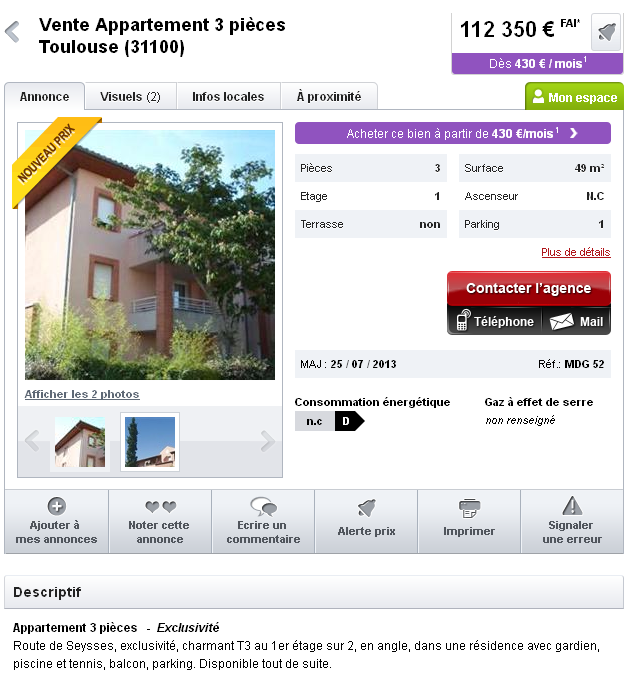 Vente Appartement 3 pièces
Toulouse (31100)
112 350 € FAI*
Dès 430 € / mois 1
Annonce
Visuels (2)
Infos locales
À proximité
Mon espace
NOUVEAU PRIX
Acheter ce bien à partir de 430 €/mois 1
Pièces 3
Surface 49 m²
Etage 1
Ascenseur N.C
Terrasse non
Parking 1
Plus de détails
Contacter l'agence
Téléphone
Mail
MAJ : 25 / 07 / 2013
Réf.: MDG 52
Afficher les 2 photos
Consommation énergétique
n.c D
Gaz à effet de serre
non renseigné
Ajouter à
mes annonces
Noter cette
annonce
Ecrire un
commentaire
Alerte prix
Imprimer
Signaler
une erreur
Descriptif
Appartement 3 pièces - Exclusivité
Route de Seysses, exclusivité, charmant T3 au 1er étage sur 2, en angle, dans une résidence avec gardien,
piscine et tennis, balcon, parking. Disponible tout de suite.